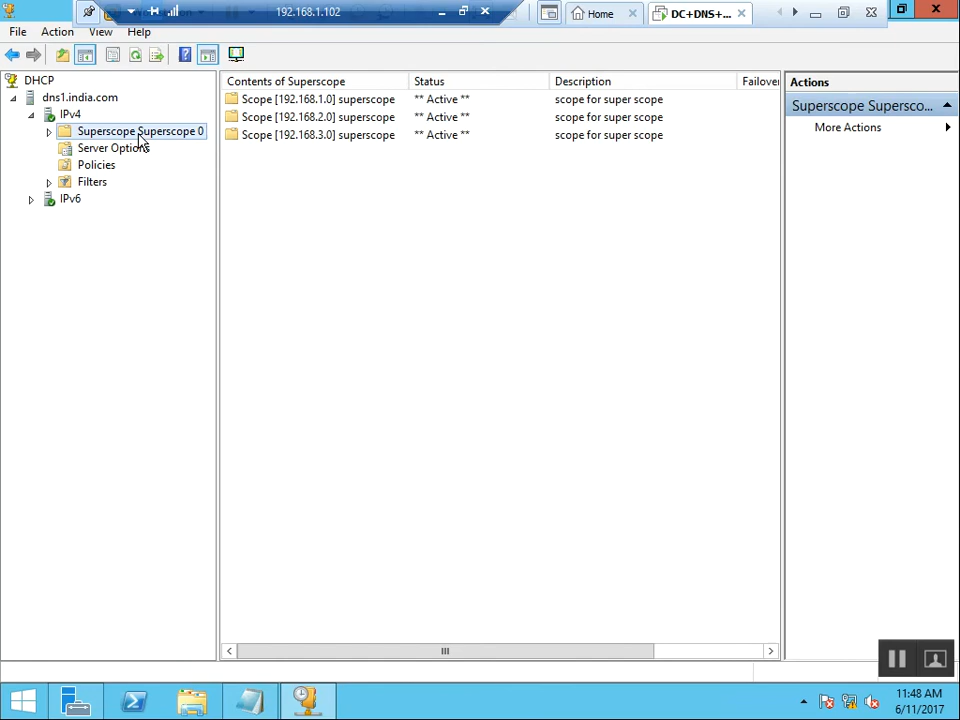 192.168.1.102
Home
DC+DNS+...
File Action View Help
DHCP
dns1.india.com
IPv4
Superscope Superscope 0
Server Options
Policies
Filters
IPv6
Contents of Superscope Status Description Failover
Scope [192.168.1.0] superscope ** Active ** scope for super scope
Scope [192.168.2.0] superscope ** Active ** scope for super scope
Scope [192.168.3.0] superscope ** Active ** scope for super scope
Actions
Superscope Supersco...
More Actions
11:48 AM
6/11/2017